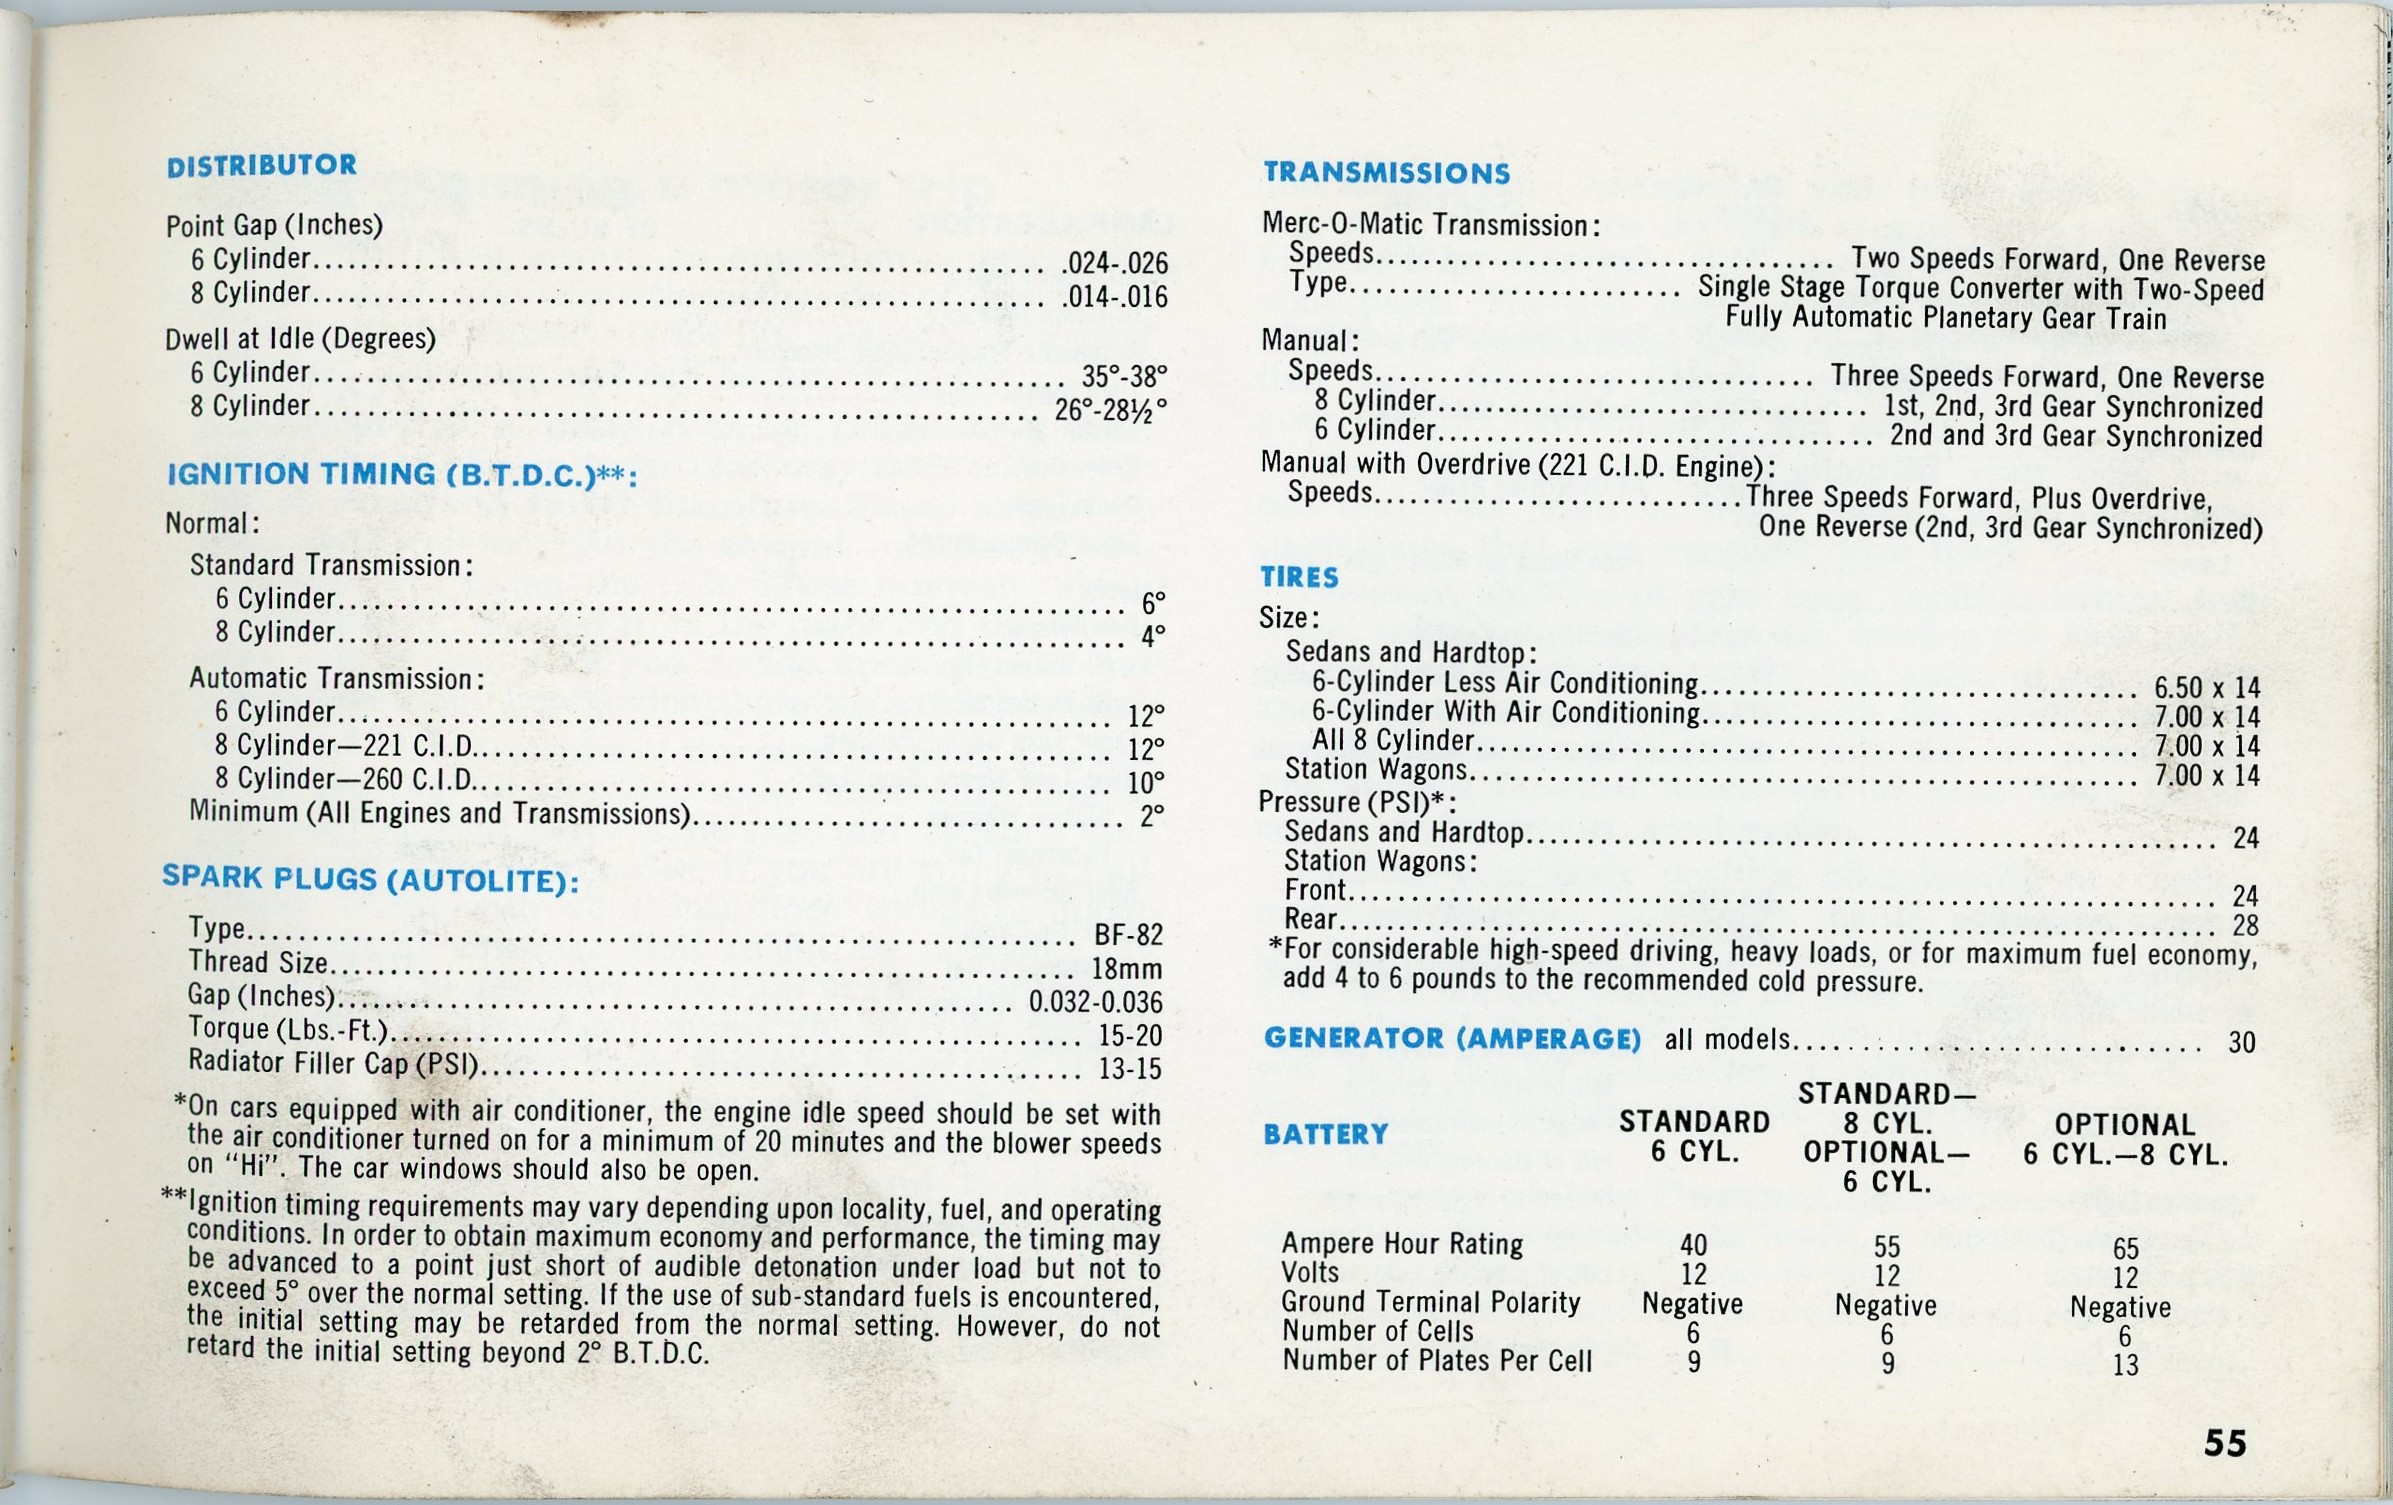 DISTRIBUTOR
Point Gap (Inches)
6 Cylinder.......................................................... .024-.026
8 Cylinder.......................................................... .014-.016
Dwell at Idle (Degrees)
6 Cylinder............................................................ 35°-38°
8 Cylinder.......................................................... 26°-28½°
IGNITION TIMING (B.T.D.C.)**:
Normal:
Standard Transmission:
6 Cylinder............................................................... 6°
8 Cylinder............................................................... 4°
Automatic Transmission:
6 Cylinder.............................................................. 12°
8 Cylinder—221 C.I.D................................................... 12°
8 Cylinder—260 C.I.D................................................... 10°
Minimum (All Engines and Transmissions)................................... 2°
SPARK PLUGS (AUTOLITE):
Type................................................................... BF-82
Thread Size............................................................ 18mm
Gap (Inches)...................................................... 0.032-0.036
Torque (Lbs.-Ft.)....................................................... 15-20
Radiator Filler Cap (PSI)................................................ 13-15
*On cars equipped with air conditioner, the engine idle speed should be set with
the air conditioner turned on for a minimum of 20 minutes and the blower speeds
on "Hi". The car windows should also be open.
**Ignition timing requirements may vary depending upon locality, fuel, and operating
conditions. In order to obtain maximum economy and performance, the timing may
be advanced to a point just short of audible detonation under load but not to
exceed 5° over the normal setting. If the use of sub-standard fuels is encountered,
the initial setting may be retarded from the normal setting. However, do not
retard the initial setting beyond 2° B.T.D.C.
TRANSMISSIONS
Merc-O-Matic Transmission:
Speeds..................................... Two Speeds Forward, One Reverse
Type........................... Single Stage Torque Converter with Two-Speed
Fully Automatic Planetary Gear Train
Manual:
Speeds................................... Three Speeds Forward, One Reverse
8 Cylinder................................... 1st, 2nd, 3rd Gear Synchronized
6 Cylinder................................... 2nd and 3rd Gear Synchronized
Manual with Overdrive (221 C.I.D. Engine):
Speeds..............................Three Speeds Forward, Plus Overdrive,
One Reverse (2nd, 3rd Gear Synchronized)
TIRES
Size:
Sedans and Hardtop:
6-Cylinder Less Air Conditioning.................................... 6.50 x 14
6-Cylinder With Air Conditioning.................................... 7.00 x 14
All 8 Cylinder...................................................... 7.00 x 14
Station Wagons...................................................... 7.00 x 14
Pressure (PSI)*:
Sedans and Hardtop........................................................ 24
Station Wagons:
Front..................................................................... 24
Rear...................................................................... 28
*For considerable high-speed driving, heavy loads, or for maximum fuel economy,
add 4 to 6 pounds to the recommended cold pressure.
GENERATOR (AMPERAGE) all models.................................. 30
BATTERY STANDARD 6 CYL. STANDARD— 8 CYL. OPTIONAL— 6 CYL. OPTIONAL 6 CYL.—8 CYL.
Ampere Hour Rating 40 55 65
Volts 12 12 12
Ground Terminal Polarity Negative Negative Negative
Number of Cells 6 6 6
Number of Plates Per Cell 9 9 13
55